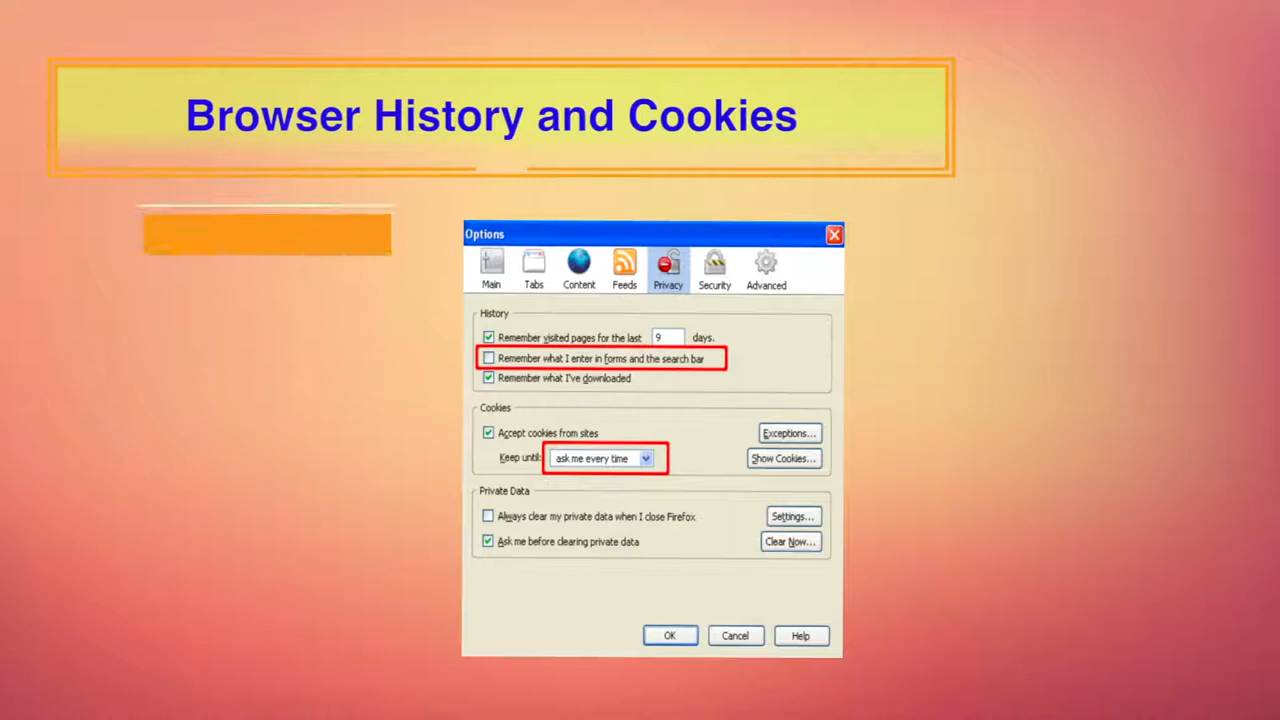 Browser History and Cookies
Options
Main Tabs Content Feeds Privacy Security Advanced
History
Remember visited pages for the last 9 days.
Remember what I enter in forms and the search bar
Remember what I've downloaded
Cookies
Accept cookies from sites Exceptions...
Keep until: ask me every time Show Cookies...
Private Data
Always clear my private data when I close Firefox Settings...
Ask me before clearing private data Clear Now...
OK Cancel Help